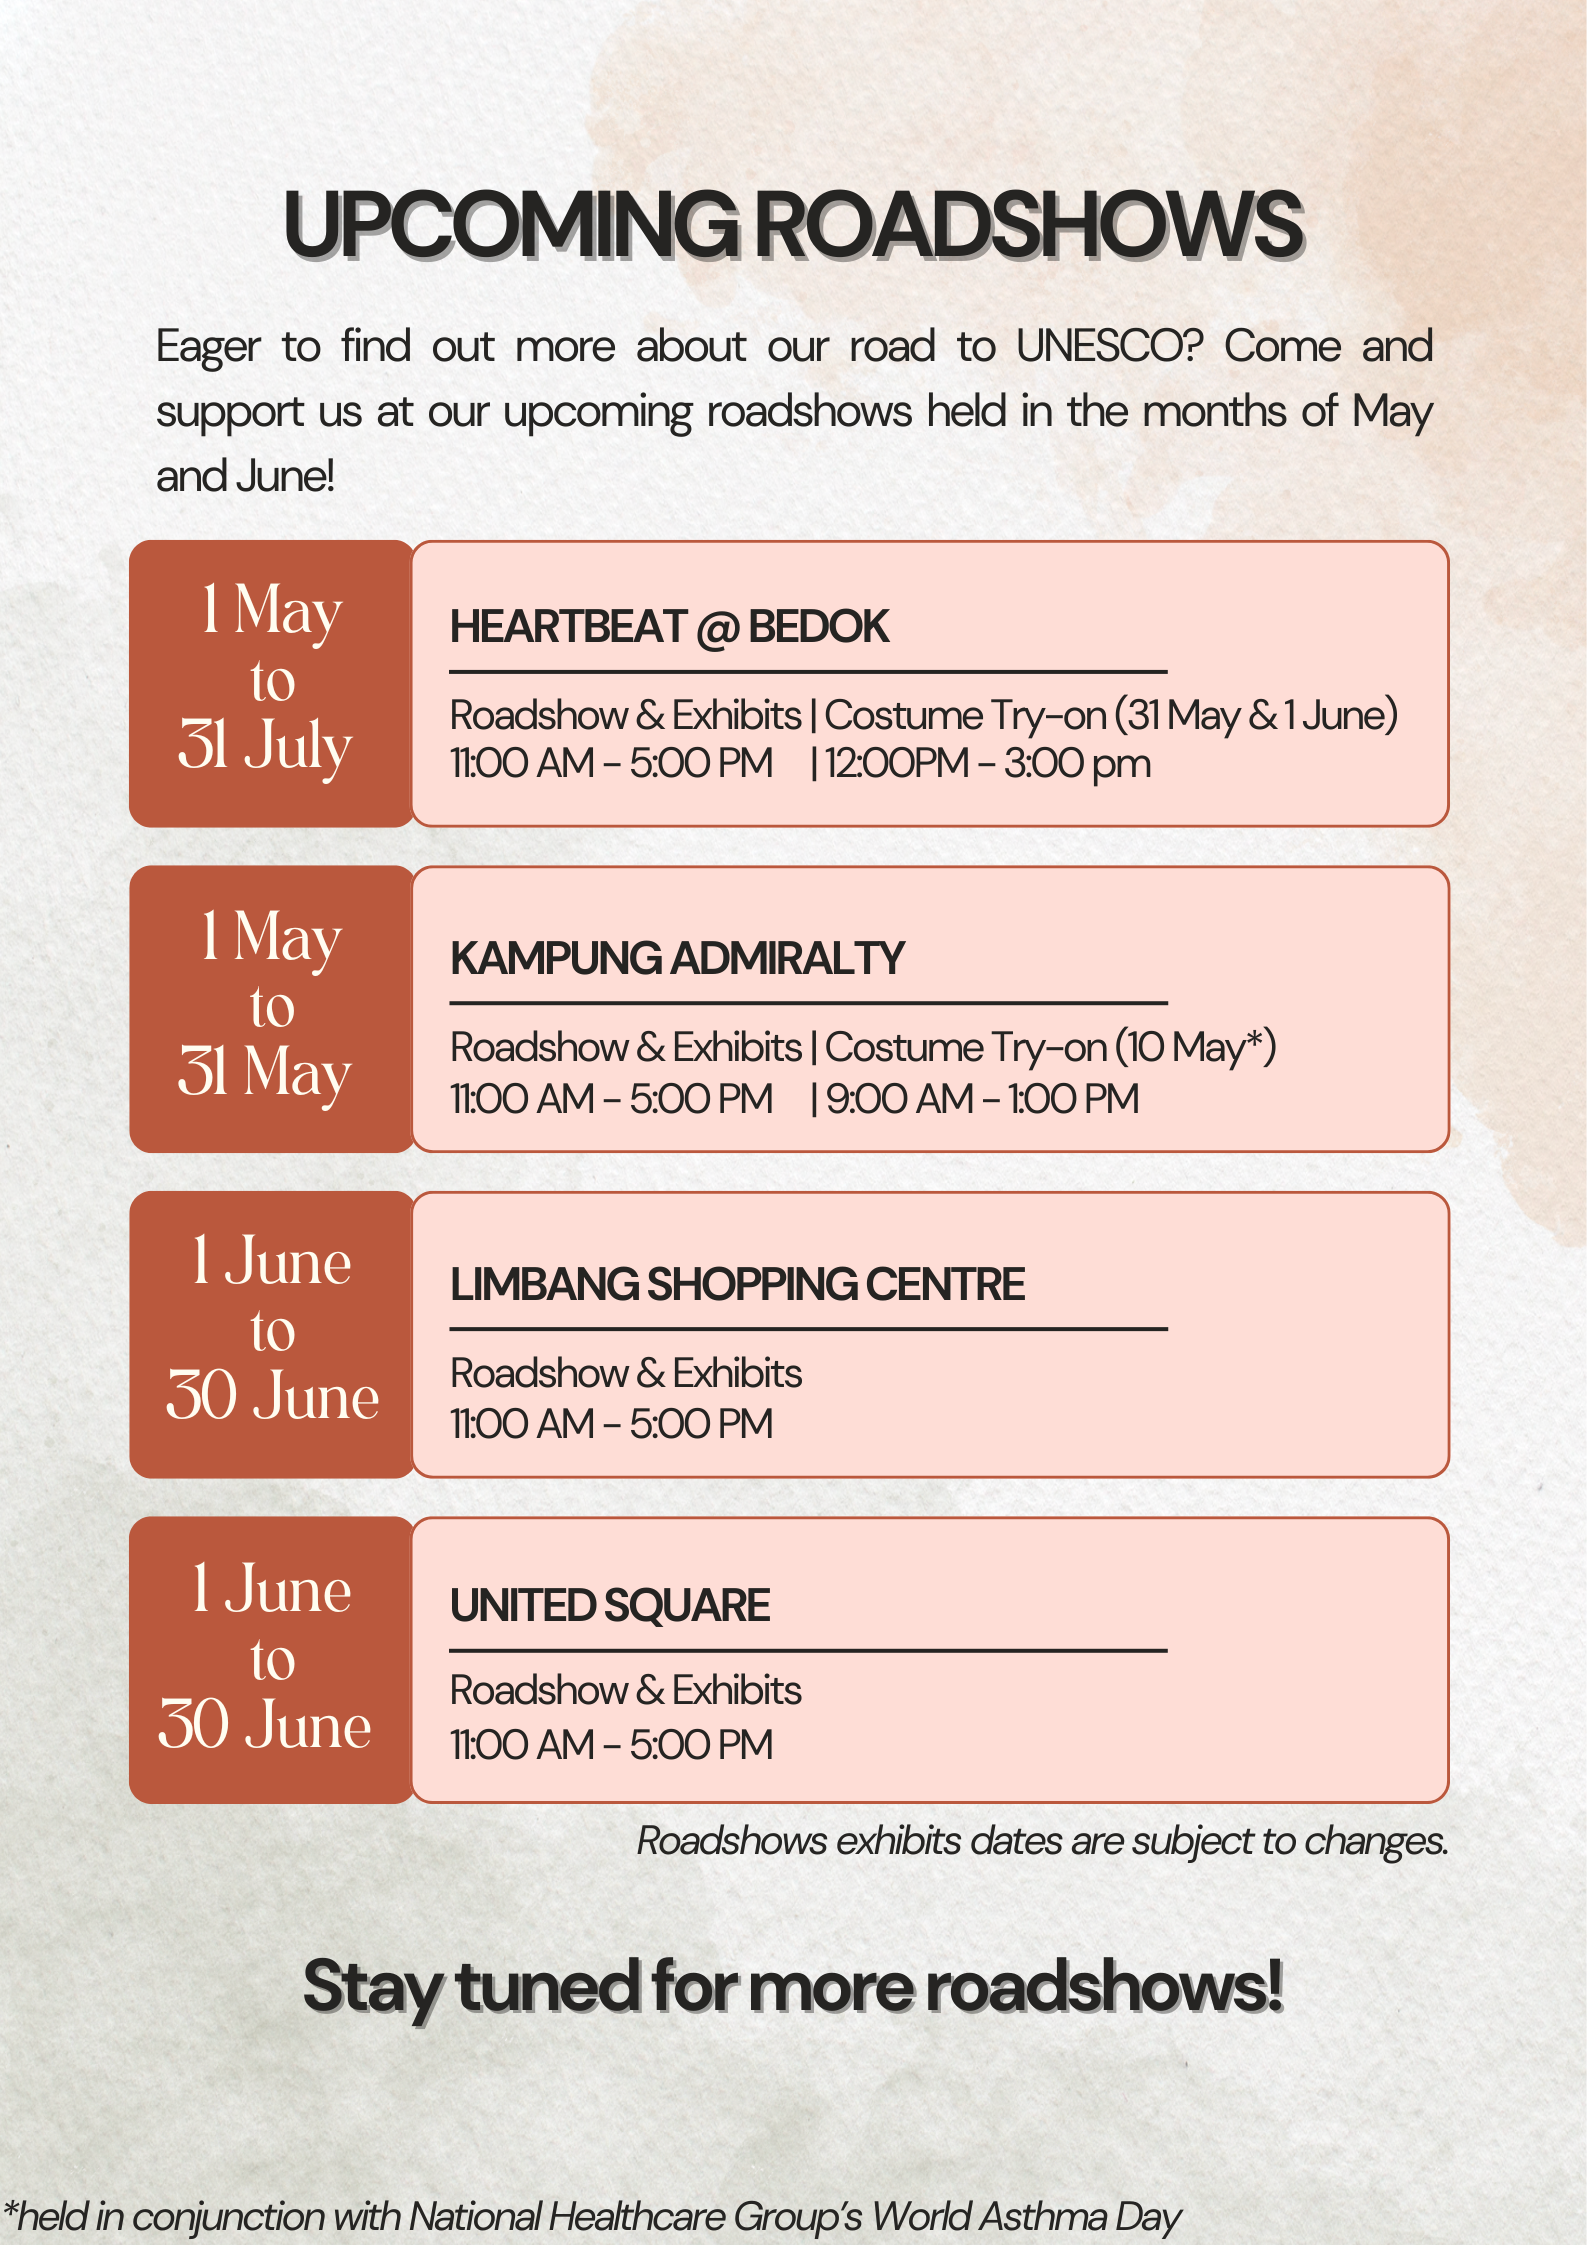 UPCOMING ROADSHOWS
Eager to find out more about our road to UNESCO? Come and
support us at our upcoming roadshows held in the months of May
and June!
1 May
to
31 July
HEARTBEAT @ BEDOK
Roadshow & Exhibits | Costume Try-on (31 May & 1 June)
11:00 AM - 5:00 PM | 12:00PM - 3:00 pm
1 May
to
31 May
KAMPUNG ADMIRALTY
Roadshow & Exhibits | Costume Try-on (10 May*)
11:00 AM - 5:00 PM | 9:00 AM - 1:00 PM
1 June
to
30 June
LIMBANG SHOPPING CENTRE
Roadshow & Exhibits
11:00 AM - 5:00 PM
1 June
to
30 June
UNITED SQUARE
Roadshow & Exhibits
11:00 AM - 5:00 PM
Roadshows exhibits dates are subject to changes.
Stay tuned for more roadshows!
*held in conjunction with National Healthcare Group's World Asthma Day